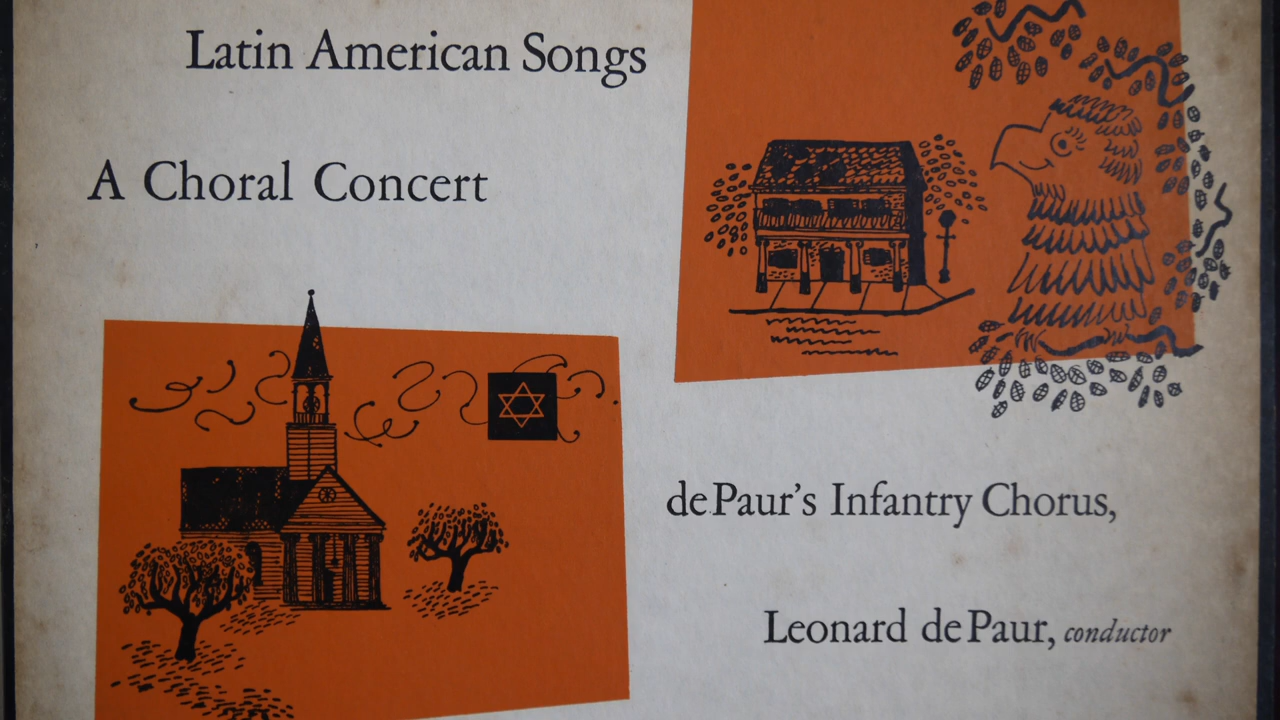 Latin American Songs
A Choral Concert
de Paur's Infantry Chorus,
Leonard de Paur, conductor